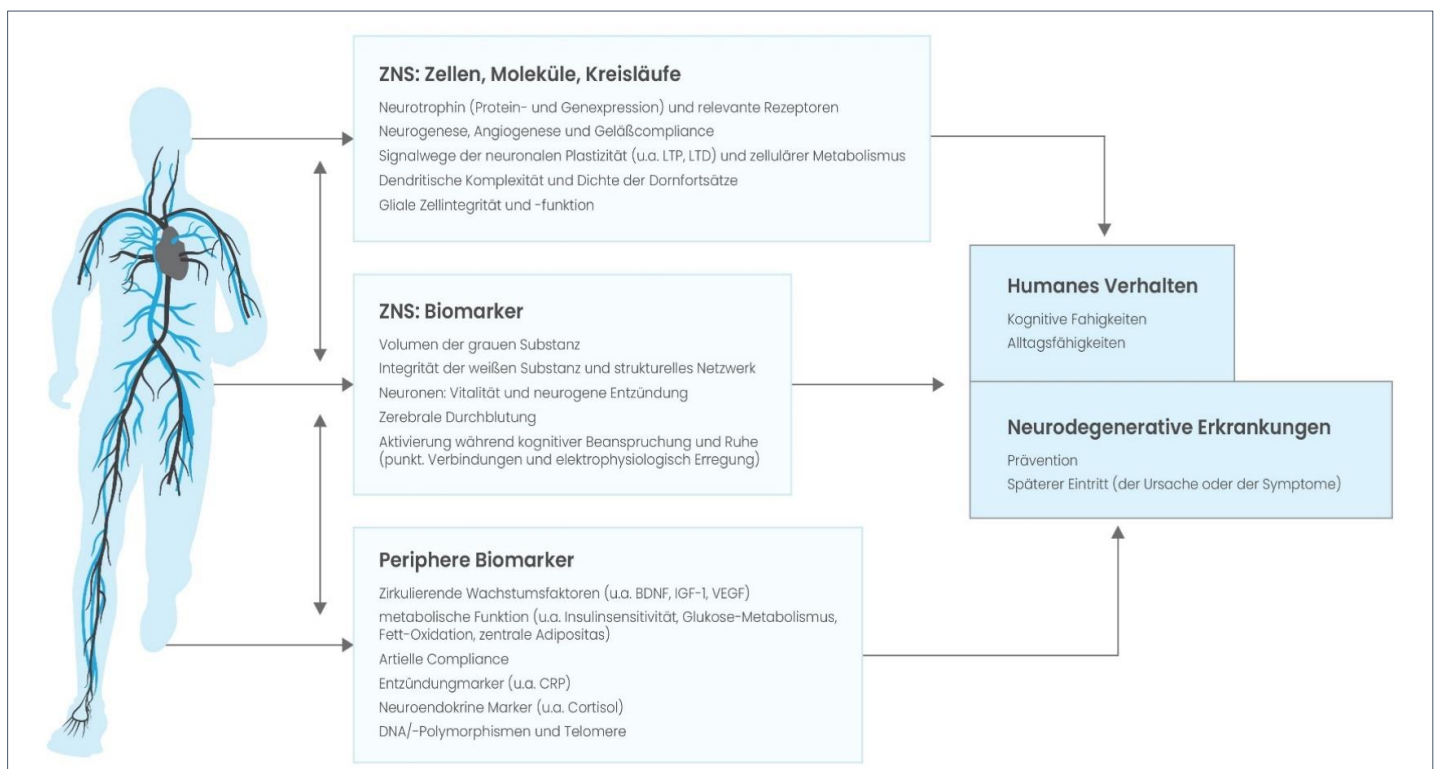 ZNS: Zellen, Moleküle, Kreisläufe
Neurotrophin (Protein- und Genexpression) und relevante Rezeptoren
Neurogenese, Angiogenese und Geläßcompliance
Signalwege der neuronalen Plastizität (u.a. LTP, LTD) und zellulärer Metabolismus
Dendritische Komplexität und Dichte der Dornfortsätze
Gliale Zellintegrität und -funktion
ZNS: Biomarker
Volumen der grauen Substanz
Integrität der weißen Substanz und strukturelles Netzwerk
Neuronen: Vitalität und neurogene Entzündung
Zerebrale Durchblutung
Aktivierung während kognitiver Beanspruchung und Ruhe
(punkt. Verbindungen und elektrophysiologisch Erregung)
Periphere Biomarker
Zirkulierende Wachstumsfaktoren (u.a. BDNF, IGF-1, VEGF)
metabolische Funktion (u.a. Insulinsensitivität, Glukose-Metabolismus,
Fett-Oxidation, zentrale Adipositas)
Artielle Compliance
Entzündungmarker (u.a. CRP)
Neuroendokrine Marker (u.a. Cortisol)
DNA/-Polymorphismen und Telomere
Humanes Verhalten
Kognitive Fahigkeiten
Alltagsfähigkeiten
Neurodegenerative Erkrankungen
Prävention
Späterer Eintritt (der Ursache oder der Symptome)